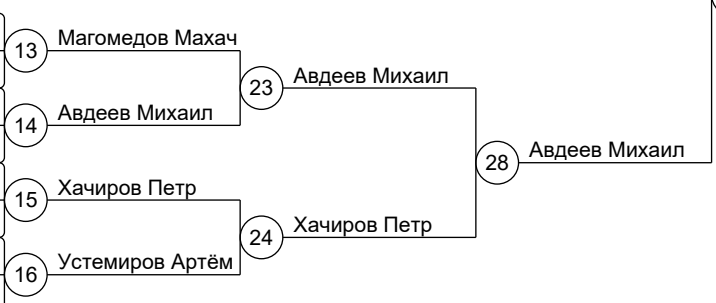 13
Магомедов Махач
23
Авдеев Михаил
14
Авдеев Михаил
28
Авдеев Михаил
15
Хачиров Петр
24
Хачиров Петр
16
Устемиров Артём